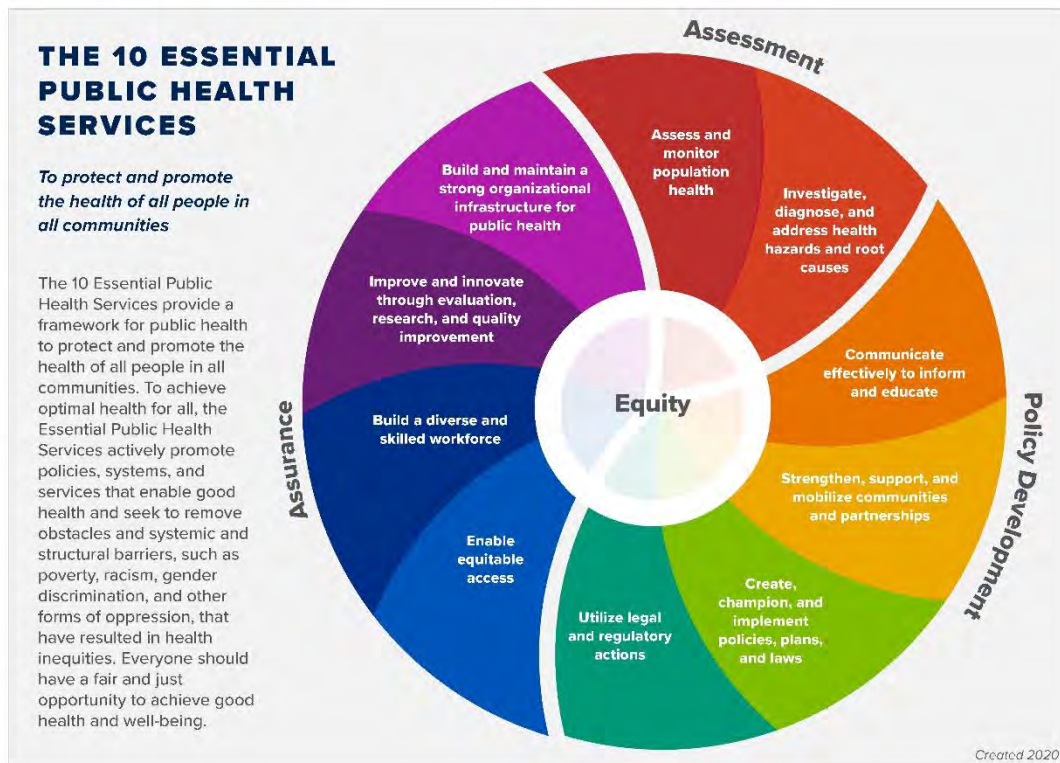 THE 10 ESSENTIAL
PUBLIC HEALTH
SERVICES
To protect and promote
the health of all people in
all communities
The 10 Essential Public
Health Services provide a
framework for public health
to protect and promote the
health of all people in all
communities. To achieve
optimal health for all, the
Essential Public Health
Services actively promote
policies, systems, and
services that enable good
health and seek to remove
obstacles and systemic and
structural barriers, such as
poverty, racism, gender
discrimination, and other
forms of oppression, that
have resulted in health
inequities. Everyone should
have a fair and just
opportunity to achieve good
health and well-being.
Assessment
Assess and
monitor
population
health
Investigate,
diagnose, and
address health
hazards and root
causes
Policy Development
Communicate
effectively to inform
and educate
Strengthen, support, and
mobilize communities
and partnerships
Create,
champion, and
implement
policies, plans,
and laws
Utilize legal
and regulatory
actions
Assurance
Enable
equitable
access
Build a diverse and
skilled workforce
Improve and innovate
through evaluation,
research, and quality
improvement
Build and maintain a
strong organizational
infrastructure for
public health
Equity
Created 2020